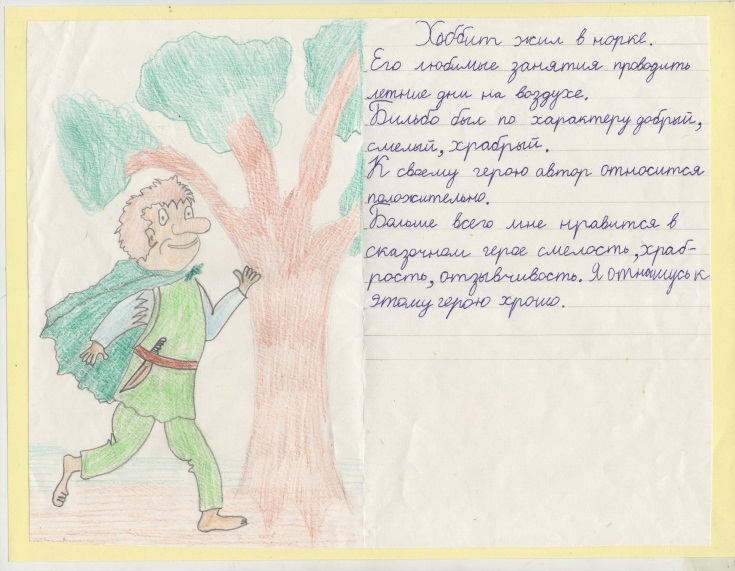 Хоббит жил в норке.
Его любимые занятия проводить
летние дни на воздухе.
Бильбо был по характеру добрый,
смелый, храбрый.
К своему герою автор относится
положительно.
Больше всего мне нравится в
сказочном герое смелость, храб-
рость, отзывчивость. Я отношусь к
этому герою хрошо.